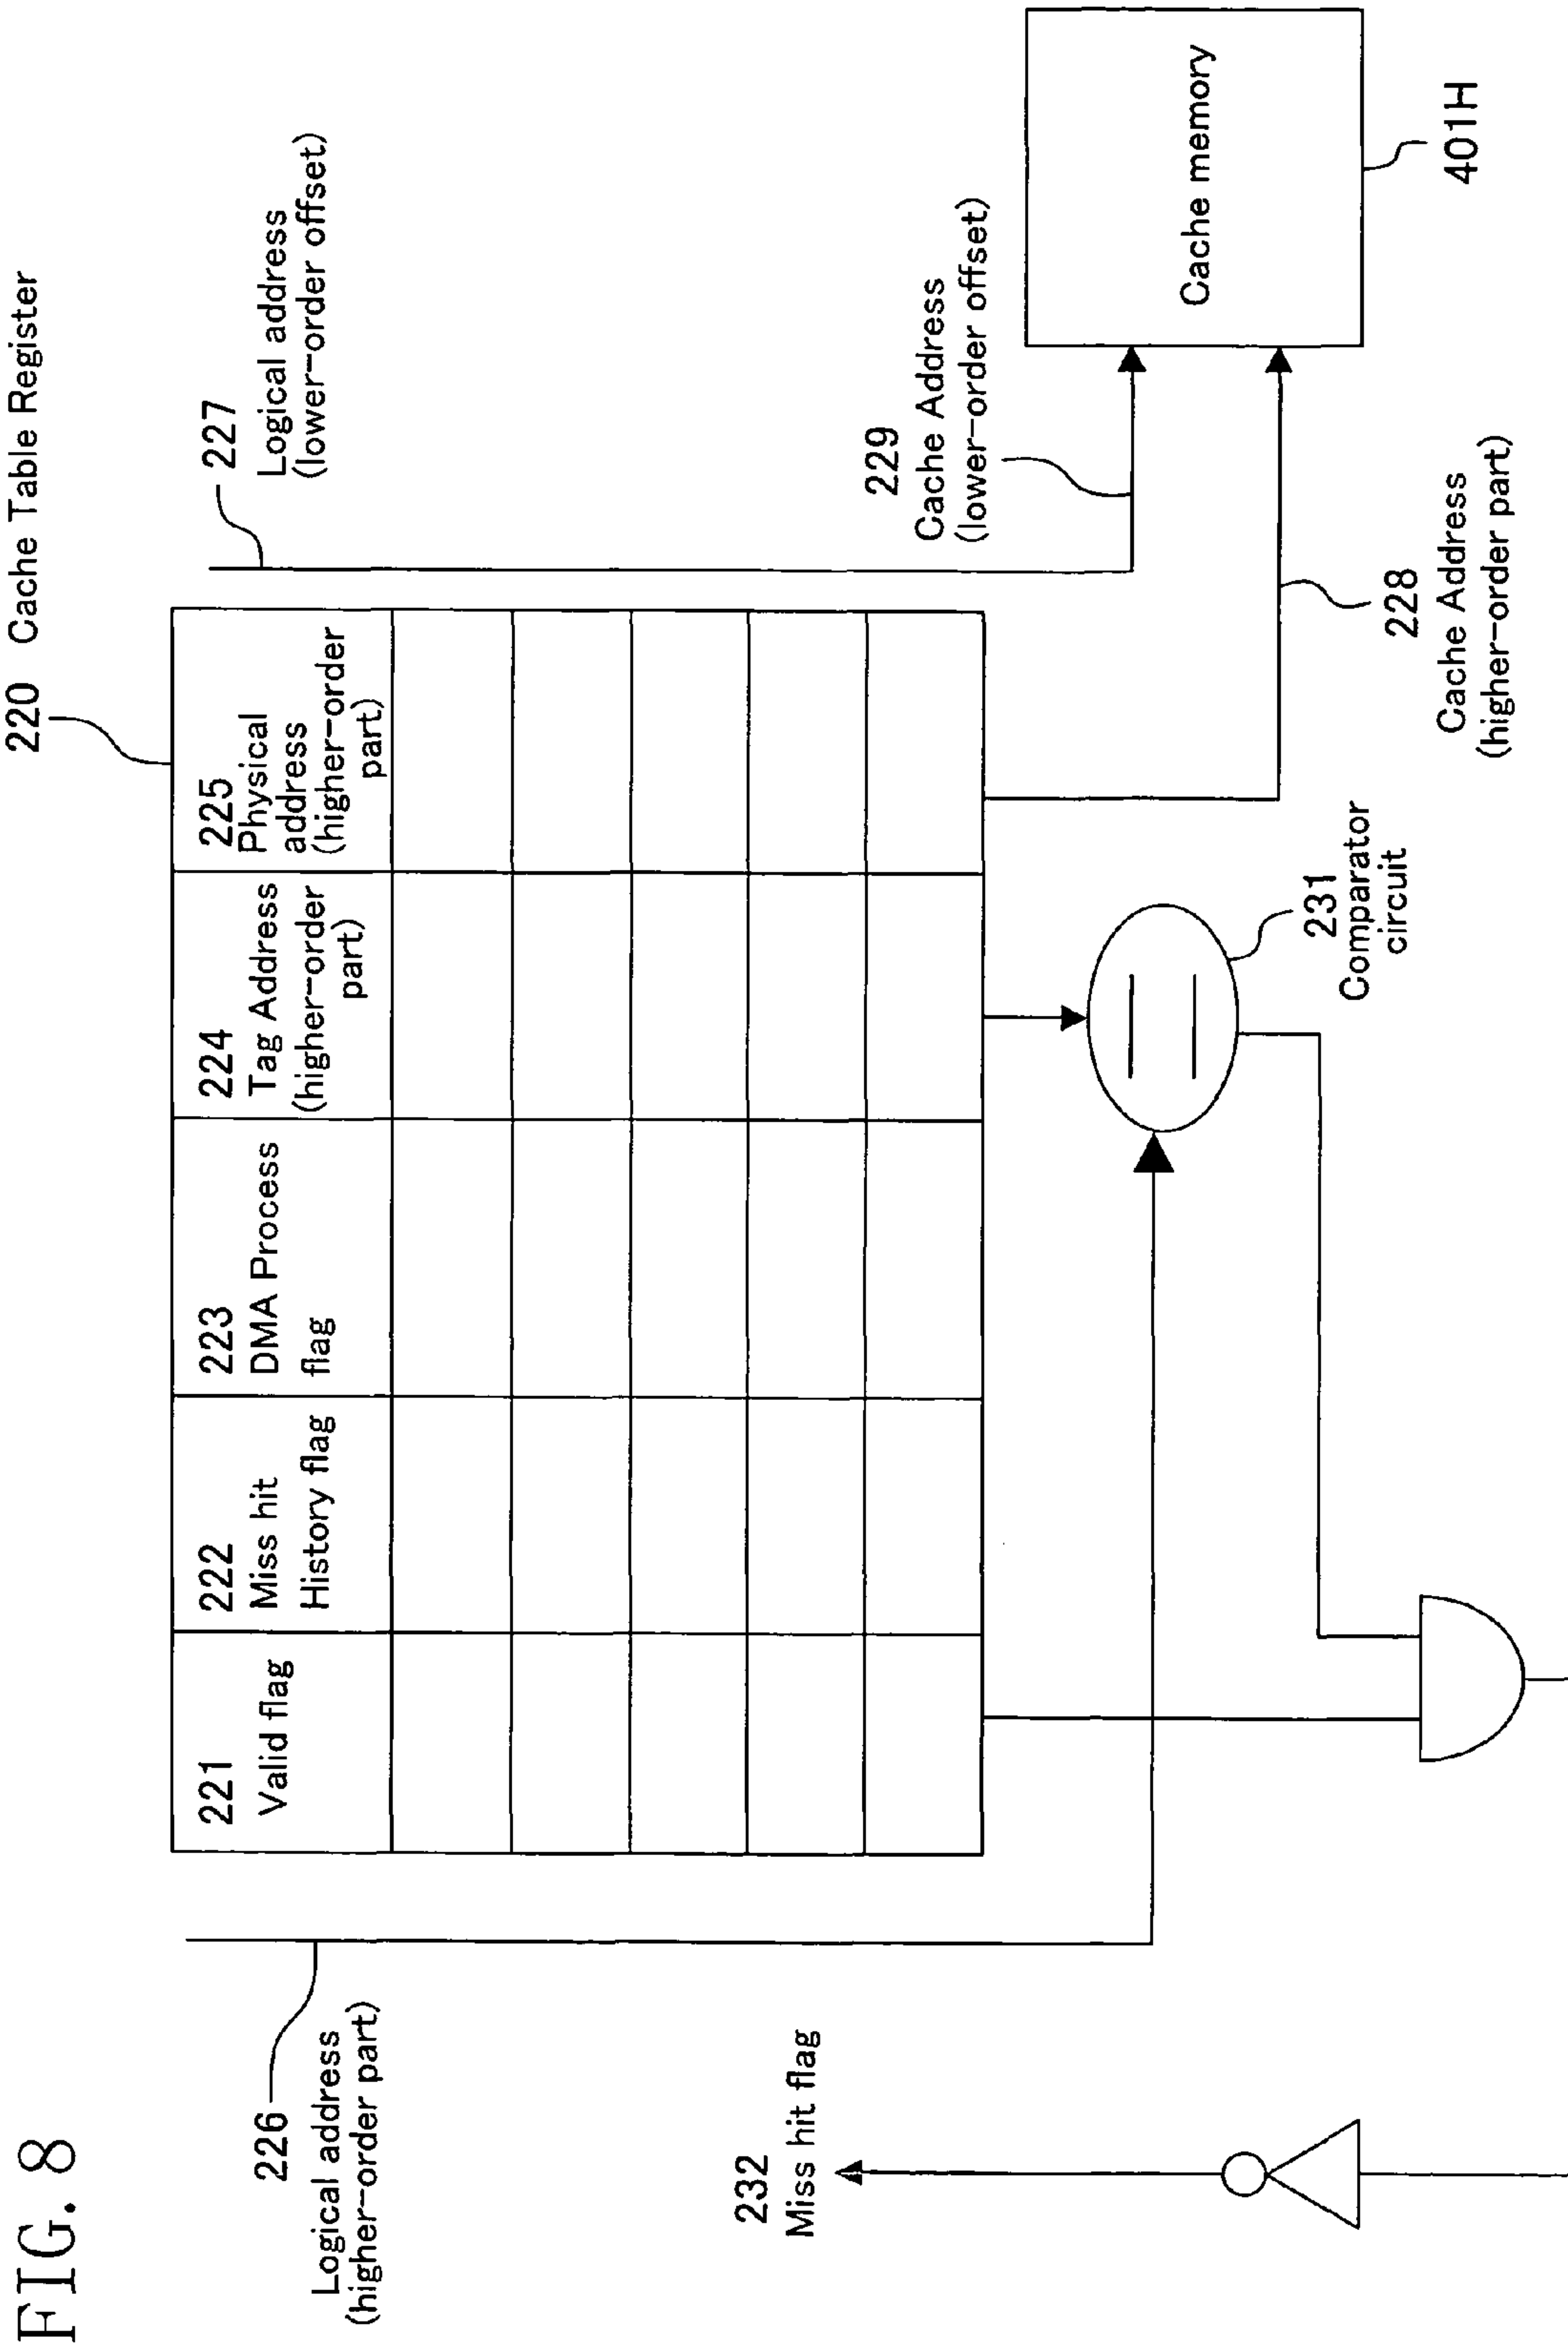 FIG. 8
220 Cache Table Register
221
Valid flag
222
Miss hit
History flag
223
DMA Process
flag
224
Tag Address
(higher-order
part)
225
Physical
address
(higher-order
part)
227
Logical address
(lower-order offset)
226
Logical address
(higher-order part)
232
Miss hit flag
231
Comparator
circuit
229
Cache Address
(lower-order offset)
228
Cache Address
(higher-order part)
Cache memory
401H